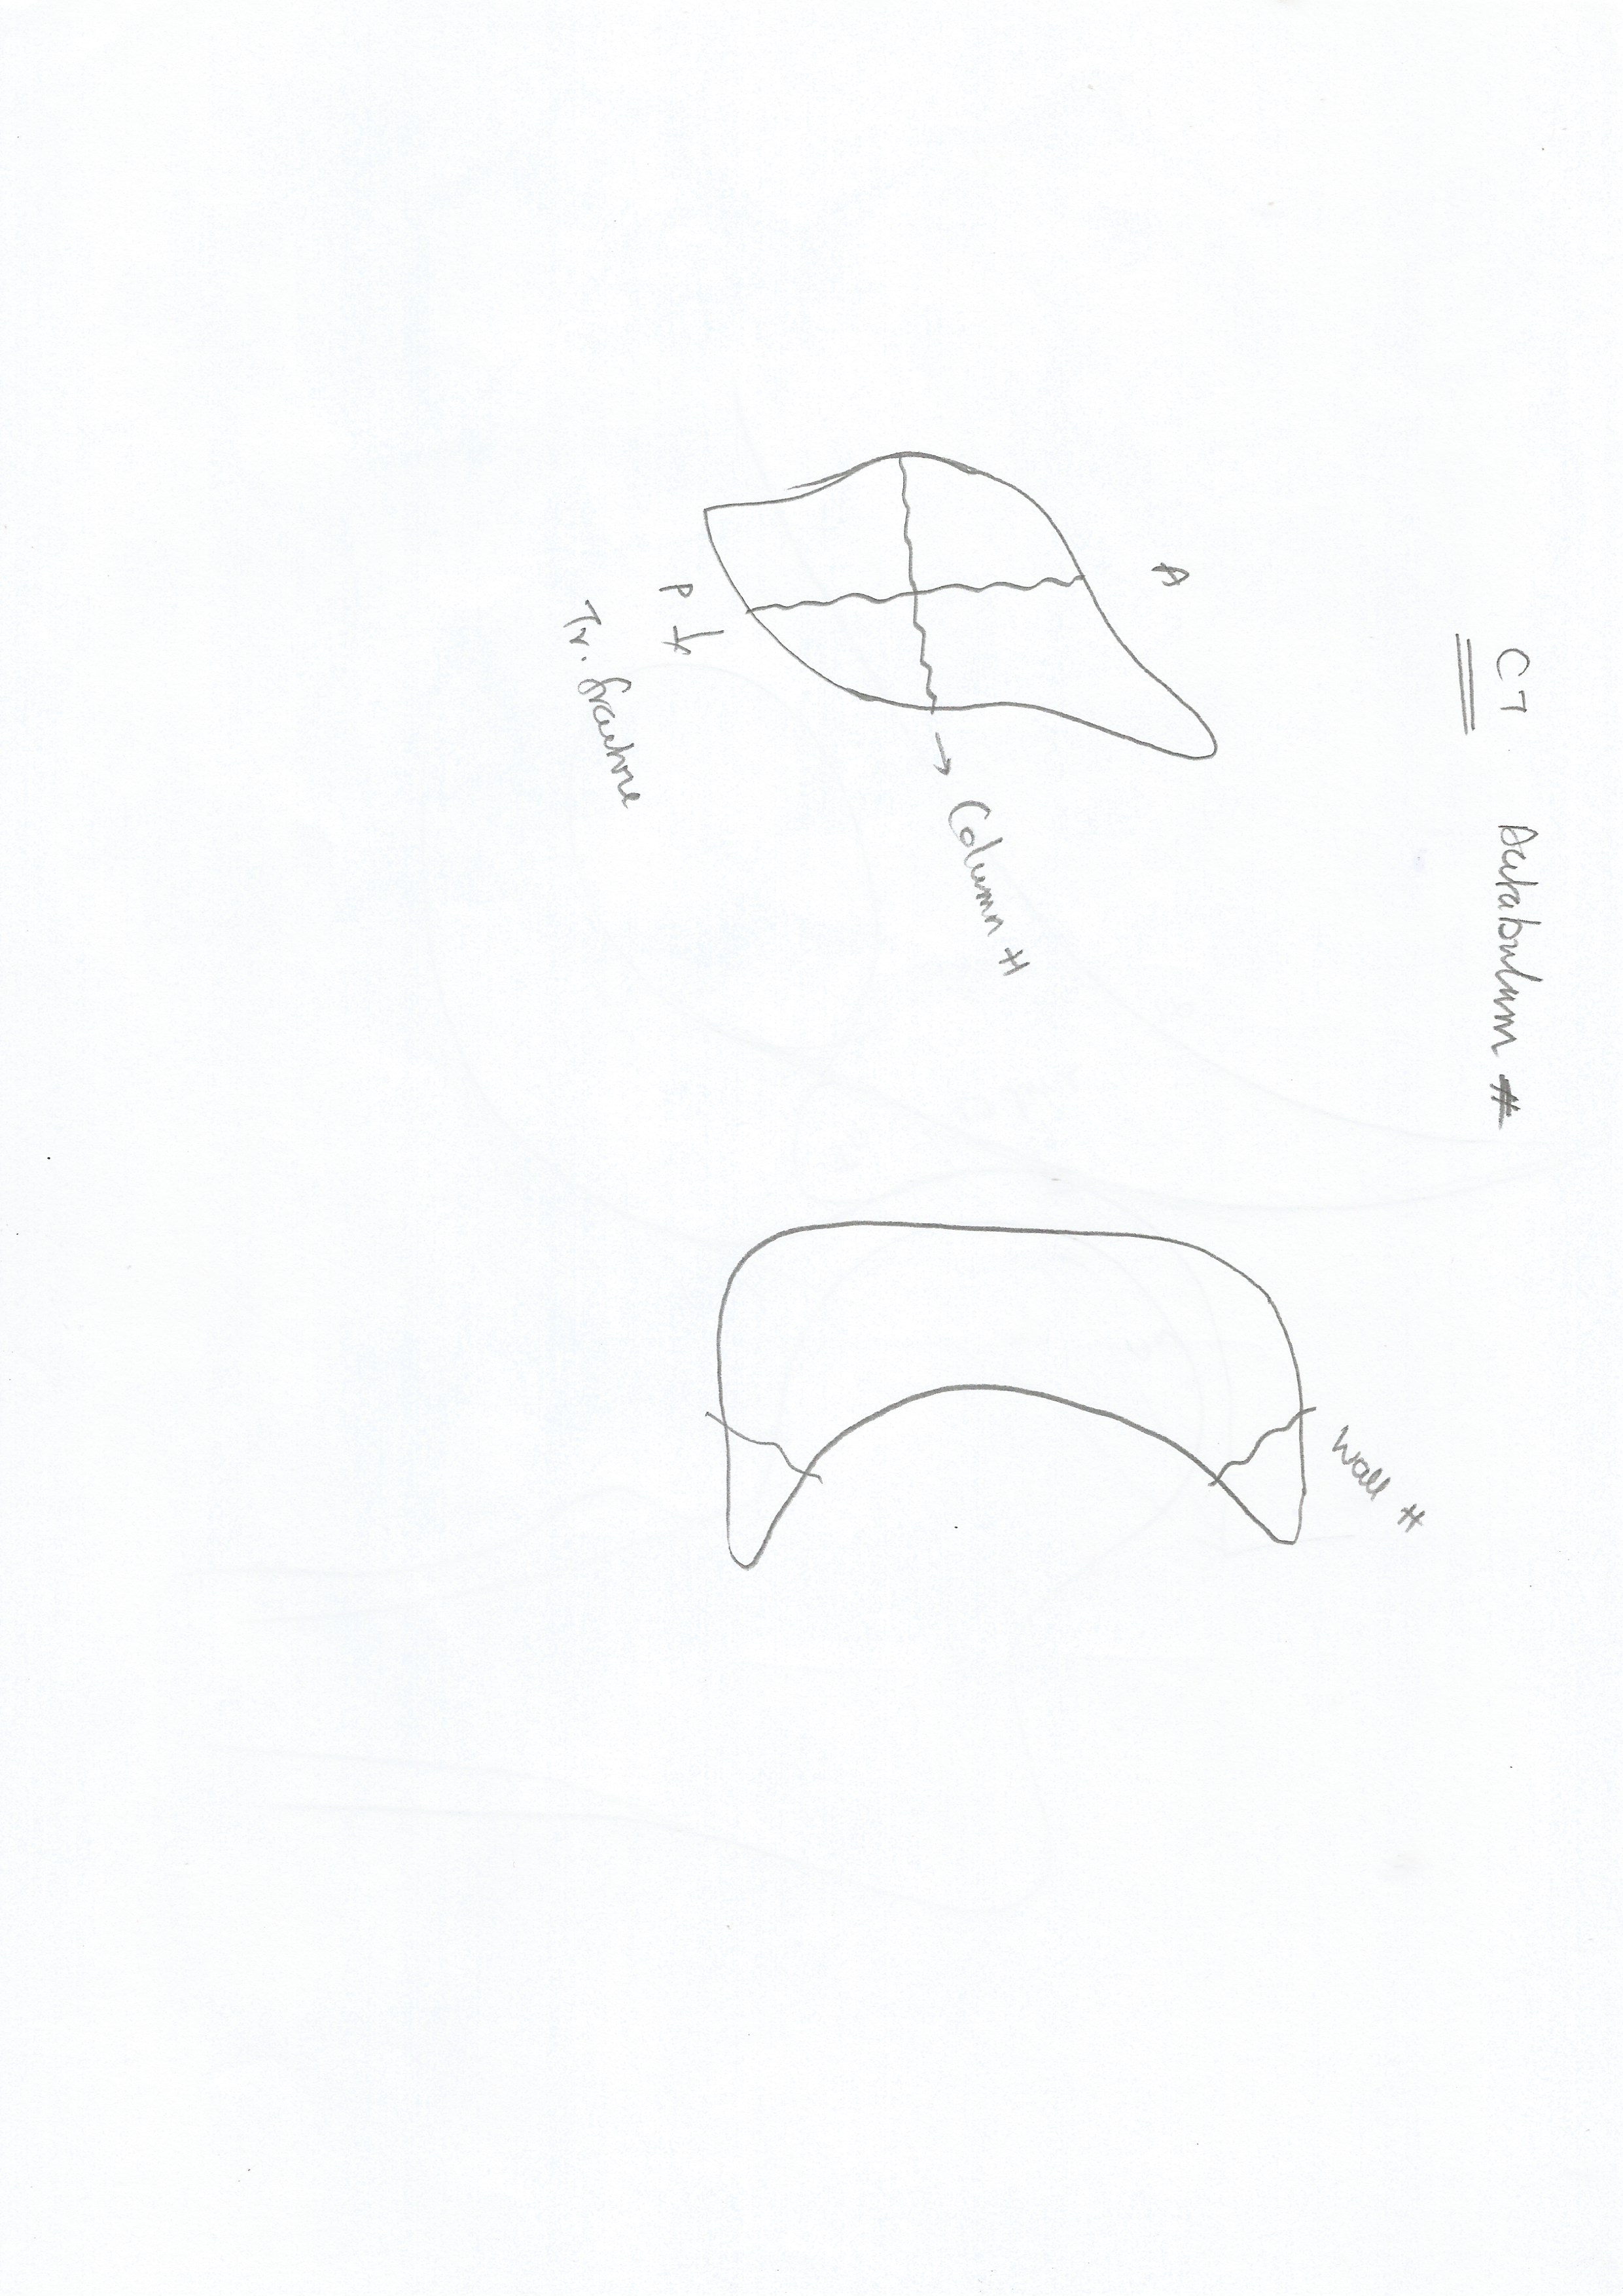 CT Acetabulum #
Wall #
A
Column #
P
Tr. fracture